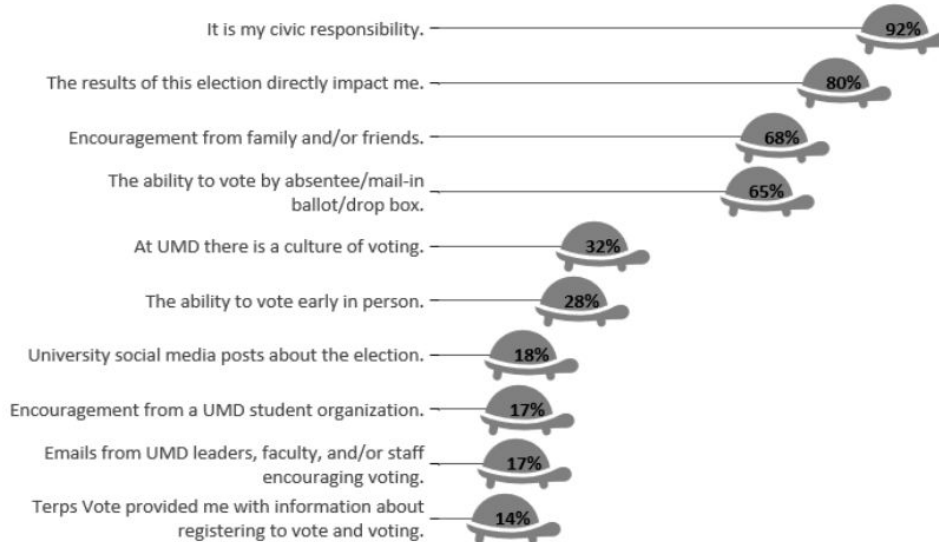 It is my civic responsibility. 92%
The results of this election directly impact me. 80%
Encouragement from family and/or friends. 68%
The ability to vote by absentee/mail-in
ballot/drop box. 65%
At UMD there is a culture of voting. 32%
The ability to vote early in person. 28%
University social media posts about the election. 18%
Encouragement from a UMD student organization. 17%
Emails from UMD leaders, faculty, and/or staff
encouraging voting. 17%
Terps Vote provided me with information about
registering to vote and voting. 14%